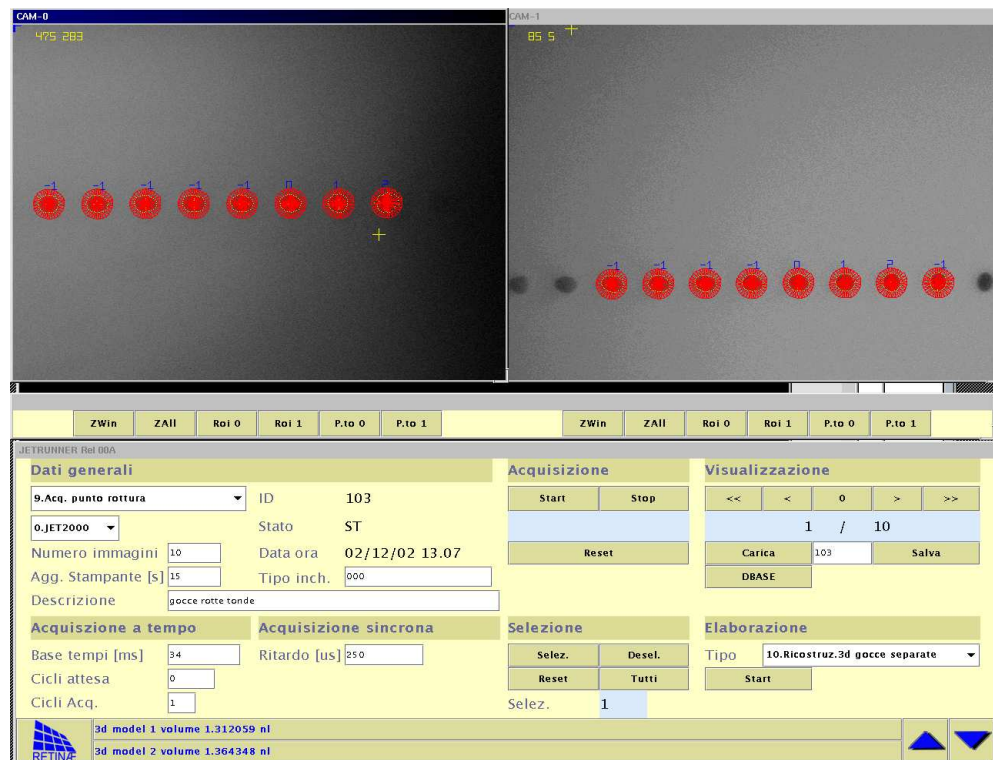 CAM-0
CAM-1
475 283
85 5
-1 -1 -1 -1 -1 0 1 2
-1 -1 -1 -1 0 1 2 -1
ZWin ZAll Roi 0 Roi 1 P.to 0 P.to 1 ZWin ZAll Roi 0 Roi 1 P.to 0 P.to 1
JETRUNNER Rel 00A
Dati generali Acquisizione Visualizzazione
9.Acq. punto rottura ID 103 Start Stop << < 0 > >>
0.JET2000 Stato ST 1 / 10
Numero immagini 10 Data ora 02/12/02 13.07 Reset Carica 103 Salva
Agg. Stampante [s] 15 Tipo inch. 000 DBASE
Descrizione gocce rotte tonde
Acquiszione a tempo Acquisizione sincrona Selezione Elaborazione
Base tempi [ms] 34 Ritardo [us] 250 Selez. Desel. Tipo 10.Ricostruz.3d gocce separate
Cicli attesa 0 Reset Tutti Start
Cicli Acq. 1 Selez. 1
3d model 1 volume 1.312059 nl
RETINÆ 3d model 2 volume 1.364348 nl